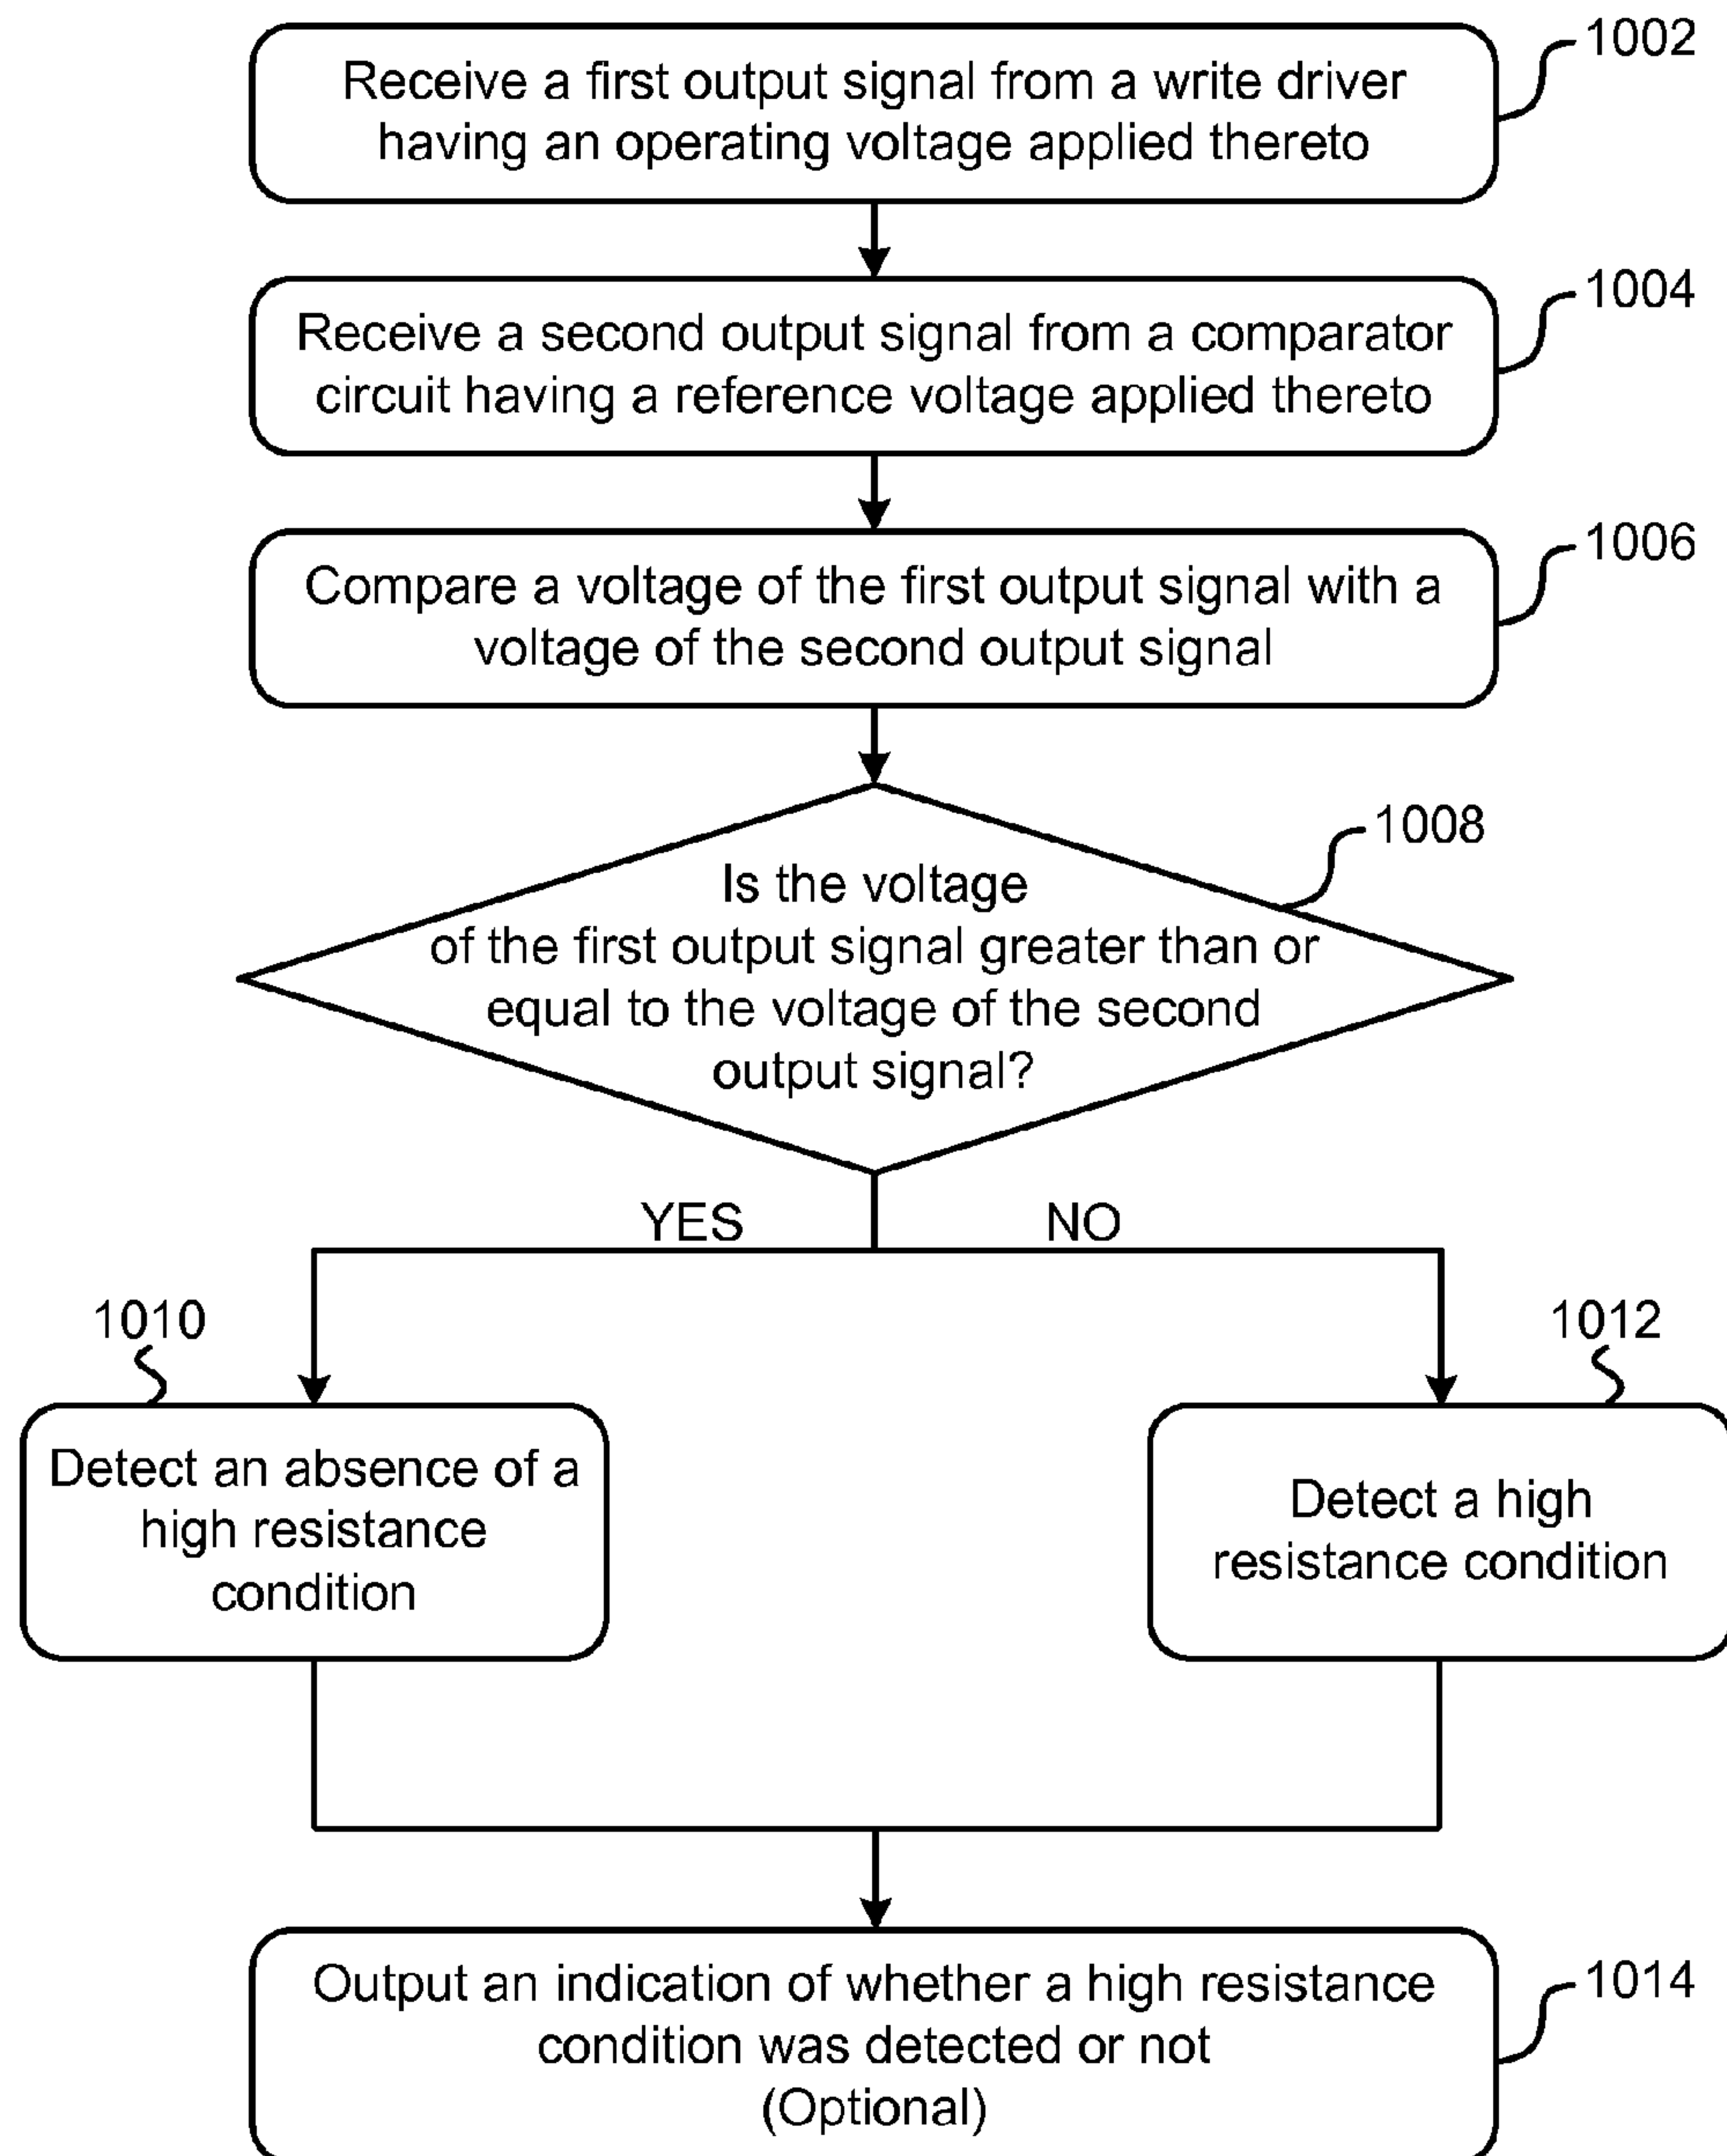 1002
Receive a first output signal from a write driver
having an operating voltage applied thereto
1004
Receive a second output signal from a comparator
circuit having a reference voltage applied thereto
1006
Compare a voltage of the first output signal with a
voltage of the second output signal
1008
Is the voltage
of the first output signal greater than or
equal to the voltage of the second
output signal?
YES
NO
1010
Detect an absence of a
high resistance
condition
1012
Detect a high
resistance condition
1014
Output an indication of whether a high resistance
condition was detected or not
(Optional)